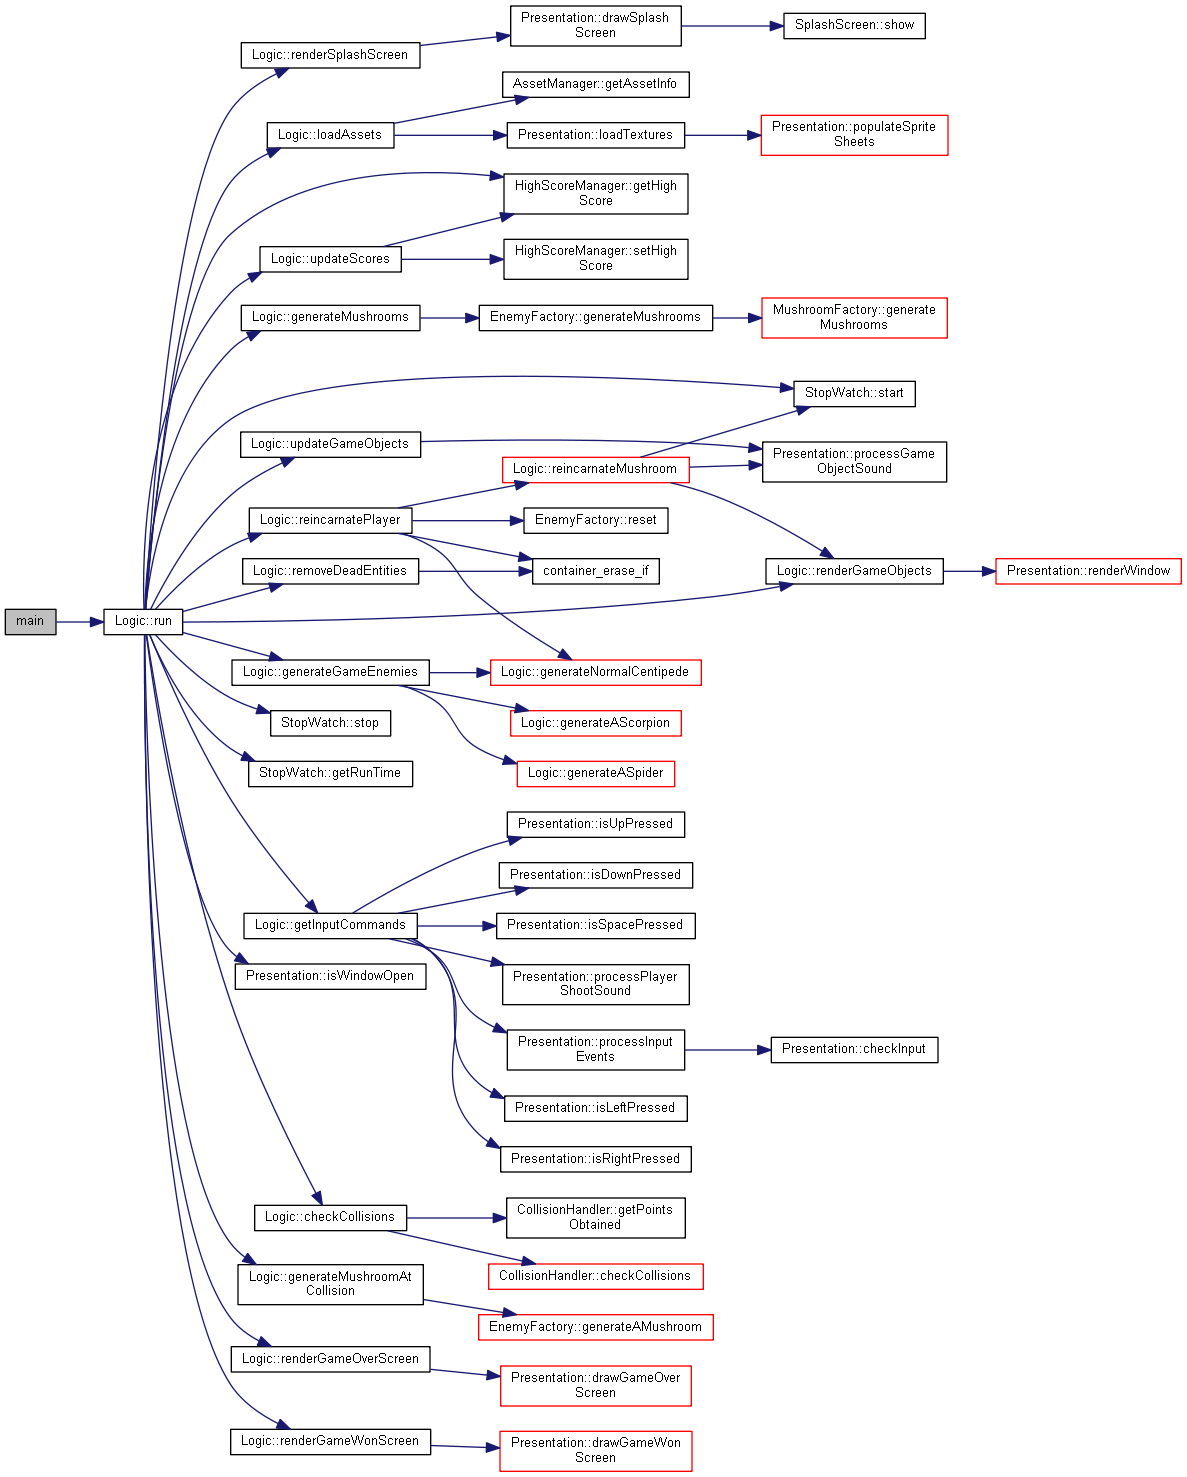 main
Logic::run
Logic::renderSplashScreen
Presentation::drawSplash
Screen
SplashScreen::show
Logic::loadAssets
AssetManager::getAssetInfo
Presentation::loadTextures
Presentation::populateSprite
Sheets
HighScoreManager::getHigh
Score
Logic::updateScores
HighScoreManager::setHigh
Score
Logic::generateMushrooms
EnemyFactory::generateMushrooms
MushroomFactory::generate
Mushrooms
StopWatch::start
Logic::updateGameObjects
Presentation::processGame
ObjectSound
Logic::reincarnateMushroom
Logic::reincarnatePlayer
EnemyFactory::reset
Logic::removeDeadEntities
container_erase_if
Logic::renderGameObjects
Presentation::renderWindow
Logic::generateGameEnemies
Logic::generateNormalCentipede
StopWatch::stop
Logic::generateAScorpion
StopWatch::getRunTime
Logic::generateASpider
Presentation::isUpPressed
Presentation::isDownPressed
Logic::getInputCommands
Presentation::isSpacePressed
Presentation::isWindowOpen
Presentation::processPlayer
ShootSound
Presentation::processInput
Events
Presentation::checkInput
Presentation::isLeftPressed
Presentation::isRightPressed
Logic::checkCollisions
CollisionHandler::getPoints
Obtained
CollisionHandler::checkCollisions
Logic::generateMushroomAt
Collision
EnemyFactory::generateAMushroom
Logic::renderGameOverScreen
Presentation::drawGameOver
Screen
Logic::renderGameWonScreen
Presentation::drawGameWon
Screen